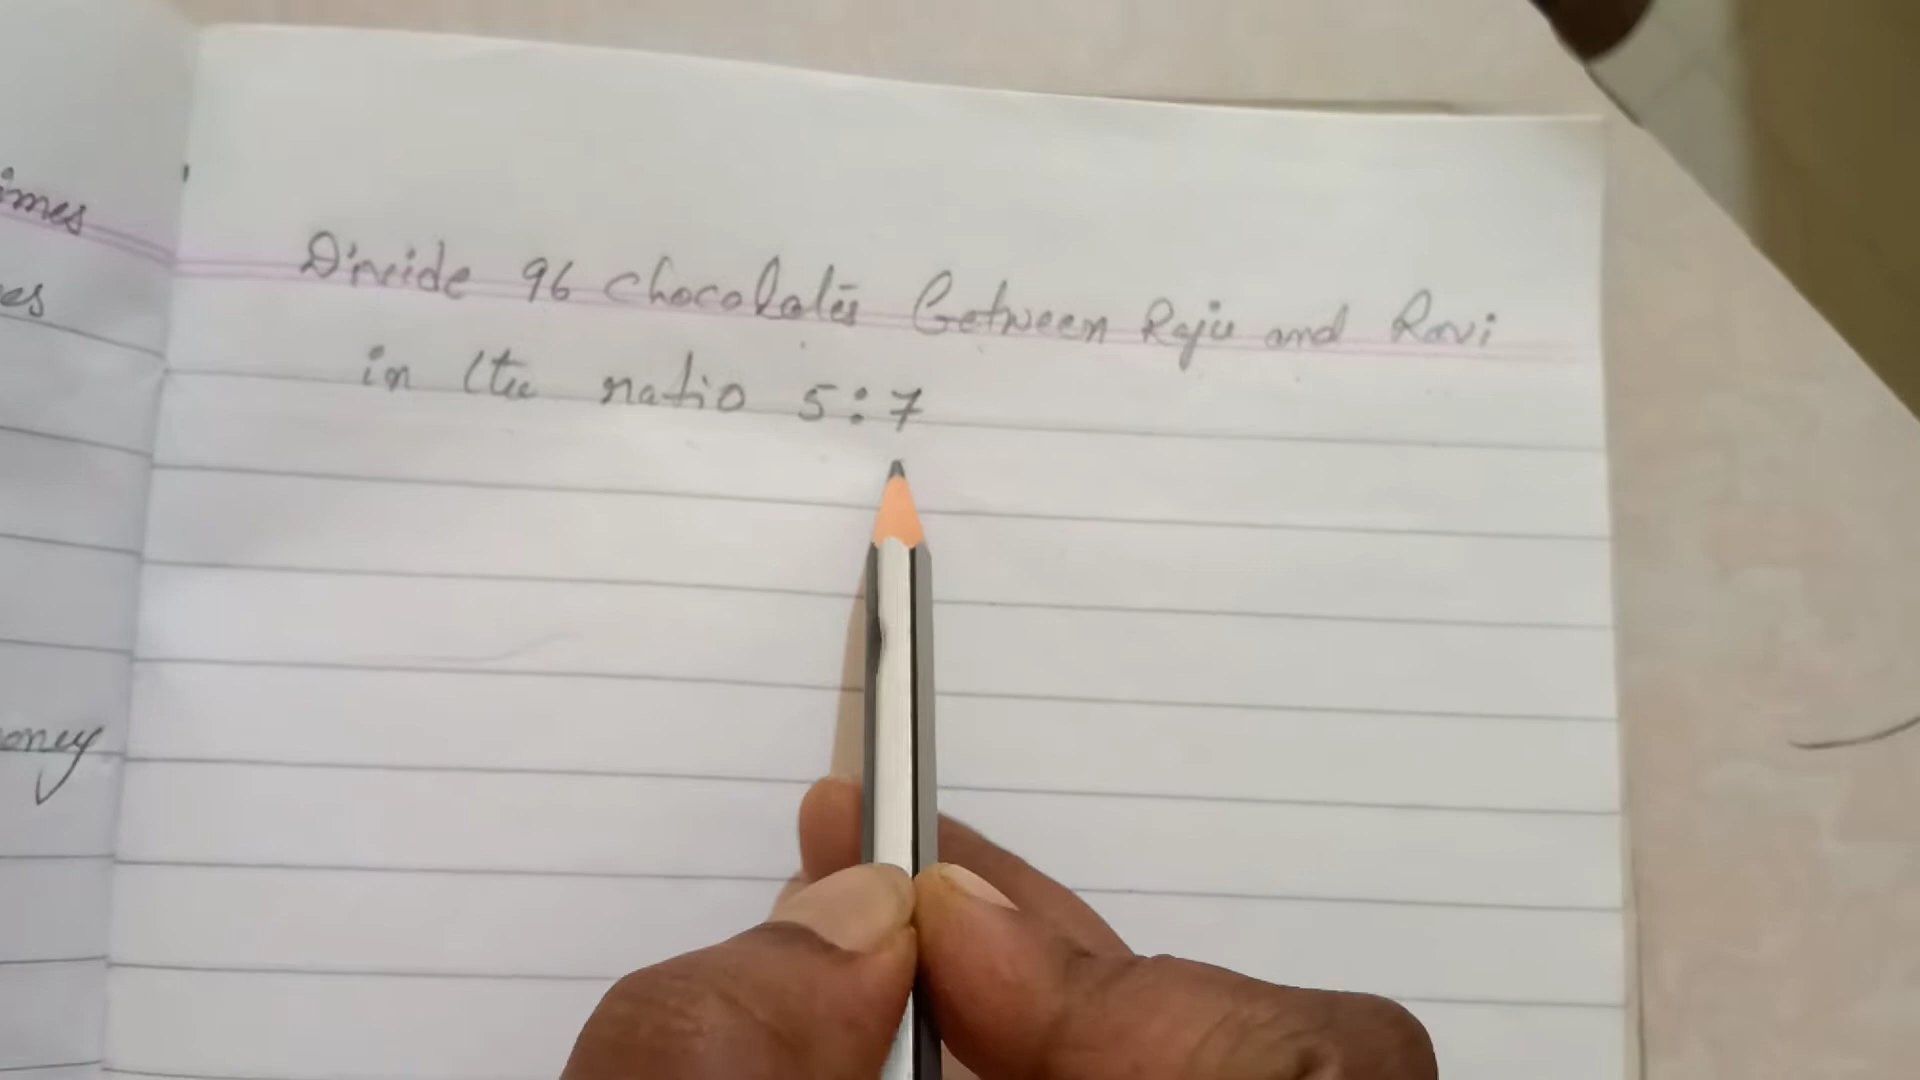 imes
es
Divide 96 chocolates between Raju and Ravi
in the ratio 5:7
oney